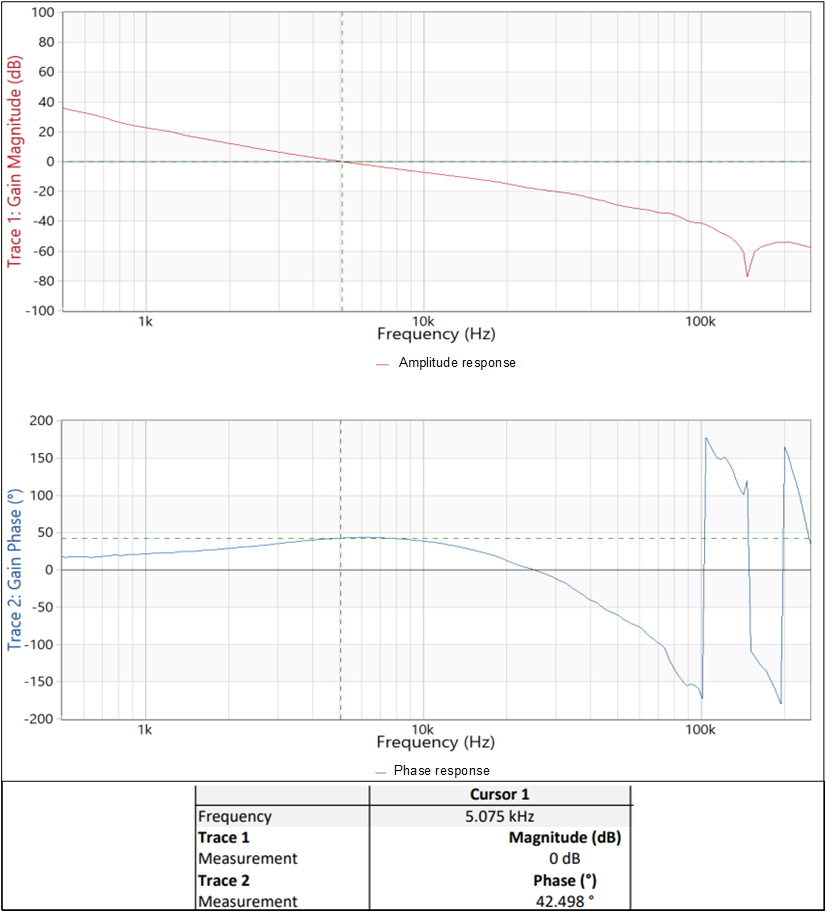 Trace 1: Gain Magnitude (dB)
100
80
60
40
20
0
-20
-40
-60
-80
-100
1k
10k
100k
Frequency (Hz)
Amplitude response
Trace 2: Gain Phase (°)
200
150
100
50
0
-50
-100
-150
-200
1k
10k
100k
Frequency (Hz)
Phase response
Cursor 1
Frequency 5.075 kHz
Trace 1 Magnitude (dB)
Measurement 0 dB
Trace 2 Phase (°)
Measurement 42.498 °